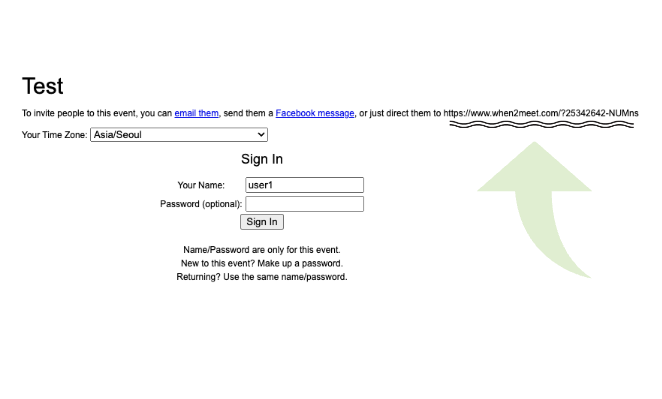 Test
To invite people to this event, you can email them, send them a Facebook message, or just direct them to https://www.when2meet.com/?25342642-NUMns
Your Time Zone: Asia/Seoul
Sign In
Your Name: user1
Password (optional):
Sign In
Name/Password are only for this event.
New to this event? Make up a password.
Returning? Use the same name/password.